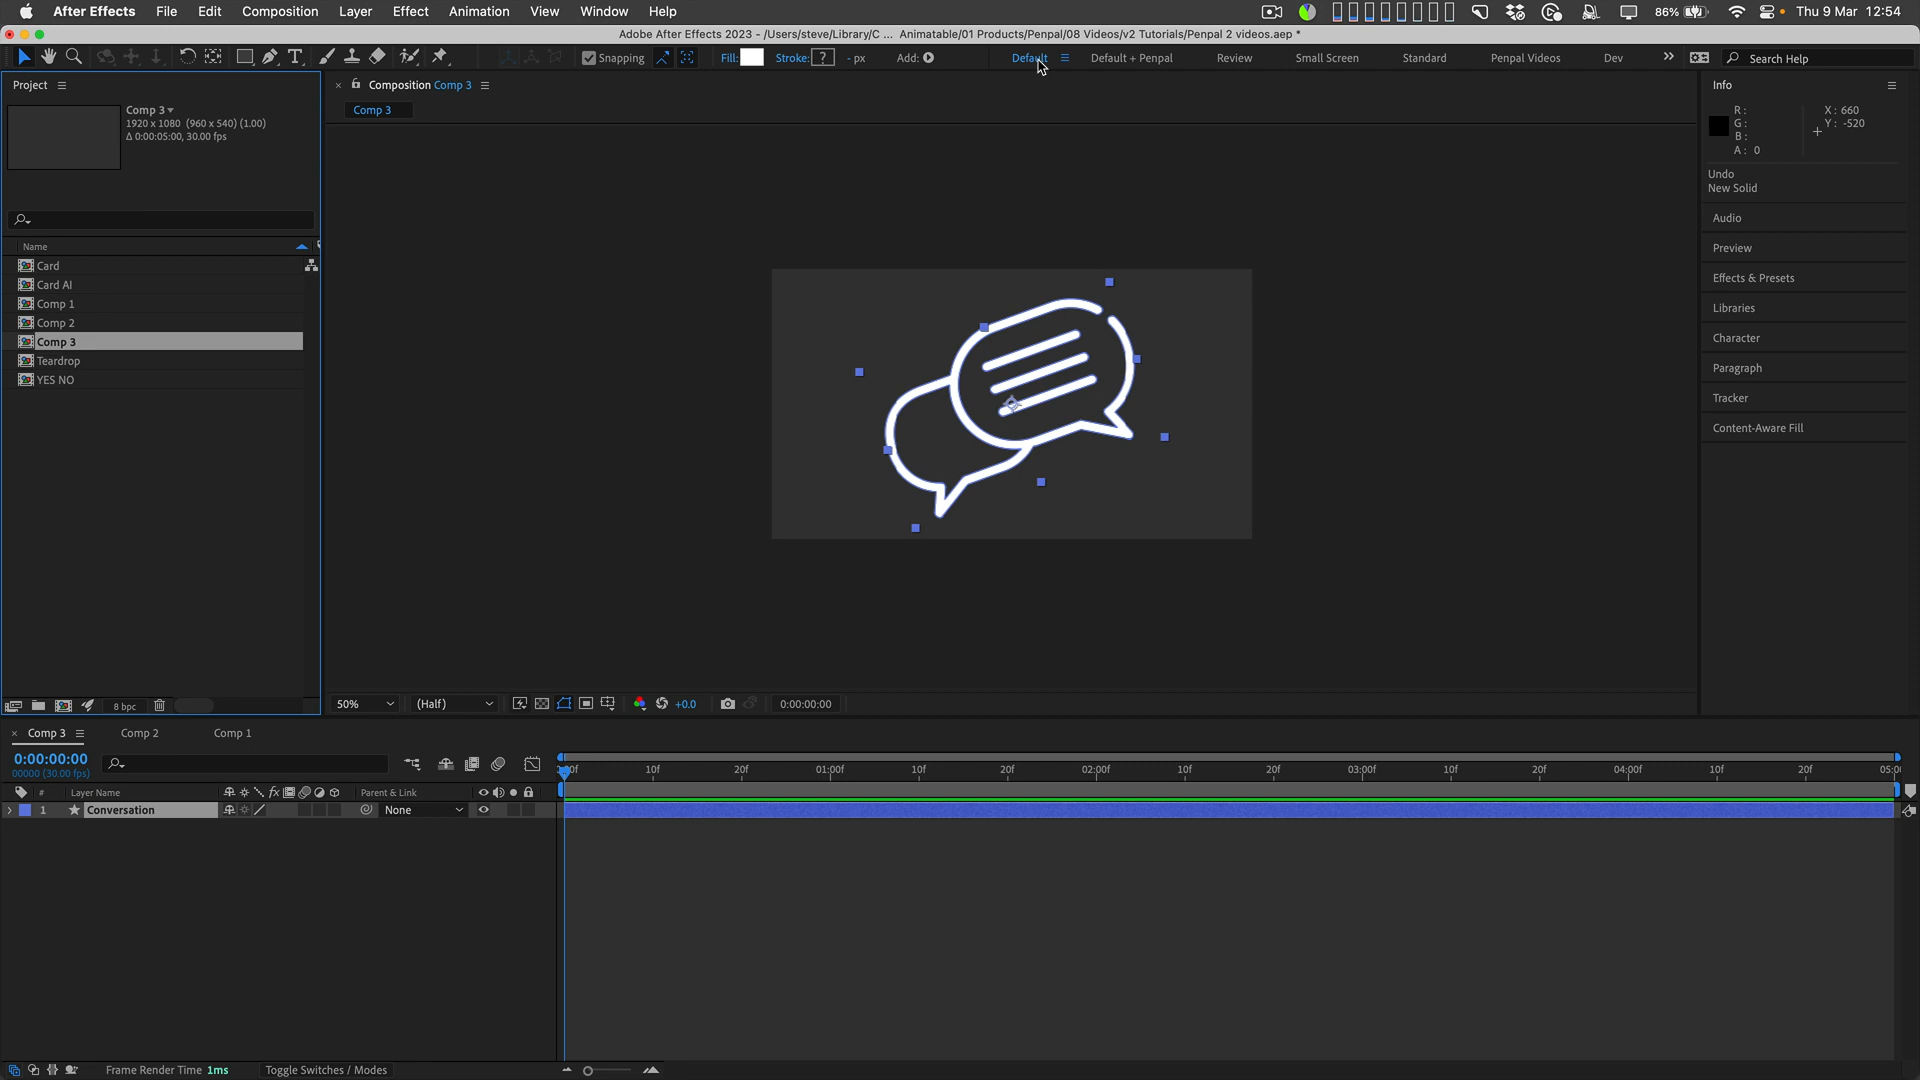 After Effects File Edit Composition Layer Effect Animation View Window Help 86% Thu 9 Mar 12:54
Adobe After Effects 2023 - /Users/steve/Library/C ... Animatable/01 Products/Penpal/08 Videos/v2 Tutorials/Penpal 2 videos.aep *
Snapping Fill: Stroke: ? - px Add: Default Default + Penpal Review Small Screen Standard Penpal Videos Dev Search Help
Project
Comp 3
1920 x 1080 (960 x 540) (1.00)
Δ 0:00:05:00, 30.00 fps
Name
Card
Card AI
Comp 1
Comp 2
Comp 3
Teardrop
YES NO
8 bpc
Composition Comp 3
Comp 3
50% (Half) +0.0 0:00:00:00
Info
R: X: 660
G: Y: -520
B:
A: 0
Undo
New Solid
Audio
Preview
Effects & Presets
Libraries
Character
Paragraph
Tracker
Content-Aware Fill
Comp 3 Comp 2 Comp 1
0:00:00:00
00000 (30.00 fps)
10f 20f 01:00f 10f 20f 02:00f 10f 20f 03:00f 10f 20f 04:00f 10f 20f
# Layer Name fx Parent & Link
1 Conversation None
Frame Render Time 1ms Toggle Switches / Modes